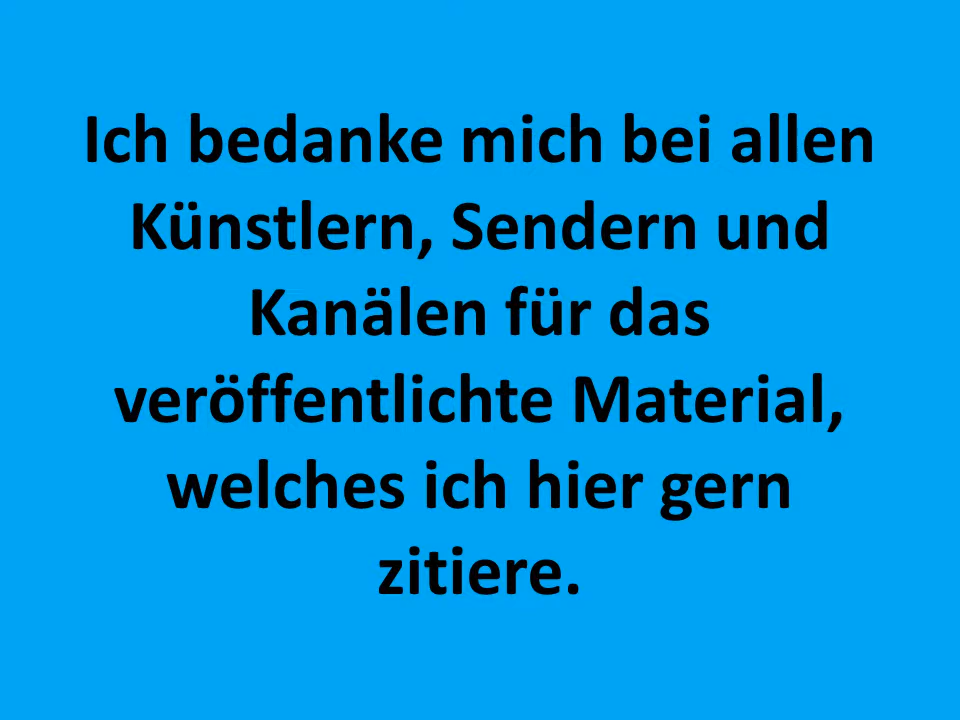 Ich bedanke mich bei allen
Künstlern, Sendern und
Kanälen für das
veröffentlichte Material,
welches ich hier gern
zitiere.